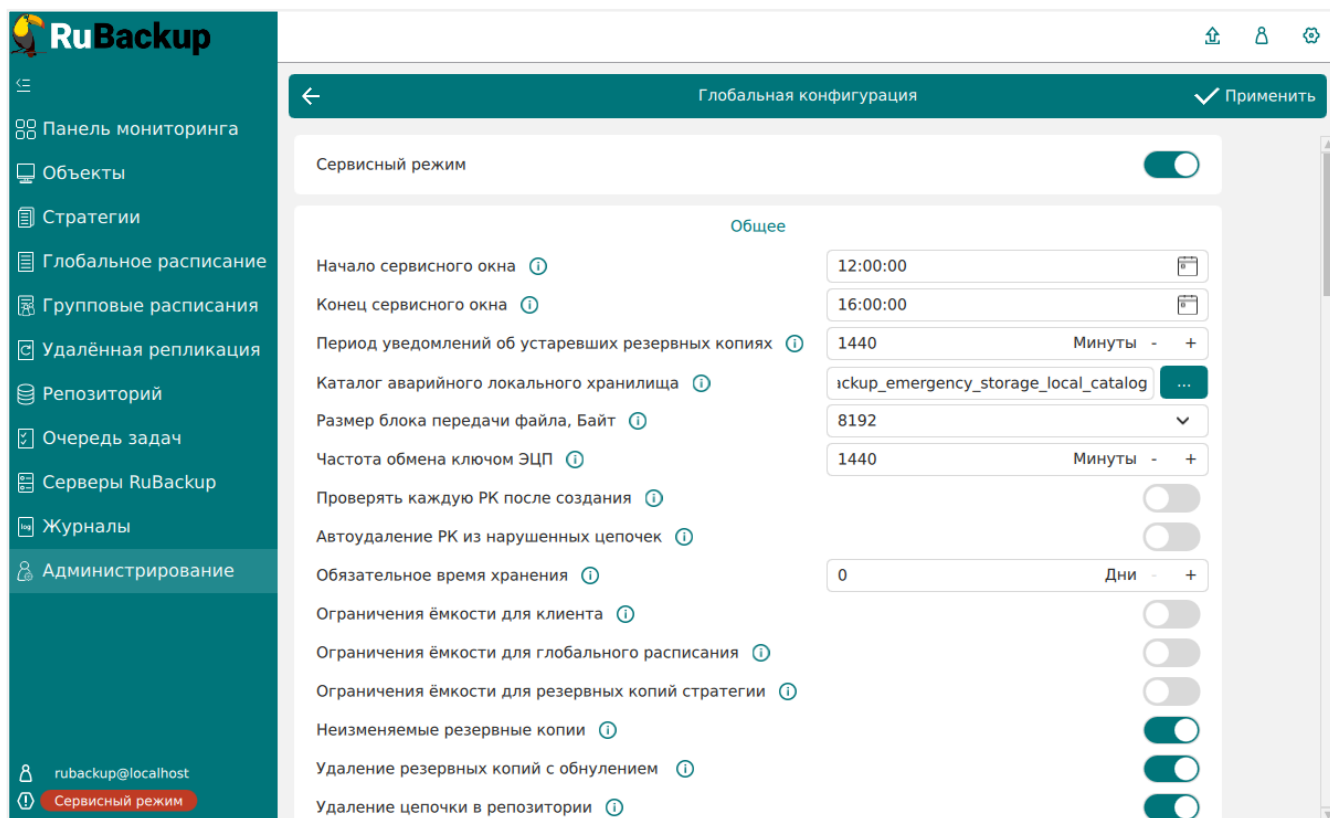 RuBackup
Глобальная конфигурация
Применить
Панель мониторинга
Объекты
Стратегии
Глобальное расписание
Групповые расписания
Удалённая репликация
Репозиторий
Очередь задач
Серверы RuBackup
log Журналы
Администрирование
rubackup@localhost
Сервисный режим
Сервисный режим
Общее
Начало сервисного окна 12:00:00
Конец сервисного окна 16:00:00
Период уведомлений об устаревших резервных копиях 1440 Минуты - +
Каталог аварийного локального хранилища ackup_emergency_storage_local_catalog ...
Размер блока передачи файла, Байт 8192
Частота обмена ключом ЭЦП 1440 Минуты - +
Проверять каждую РК после создания
Автоудаление РК из нарушенных цепочек
Обязательное время хранения 0 Дни - +
Ограничения ёмкости для клиента
Ограничения ёмкости для глобального расписания
Ограничения ёмкости для резервных копий стратегии
Неизменяемые резервные копии
Удаление резервных копий с обнулением
Удаление цепочки в репозитории